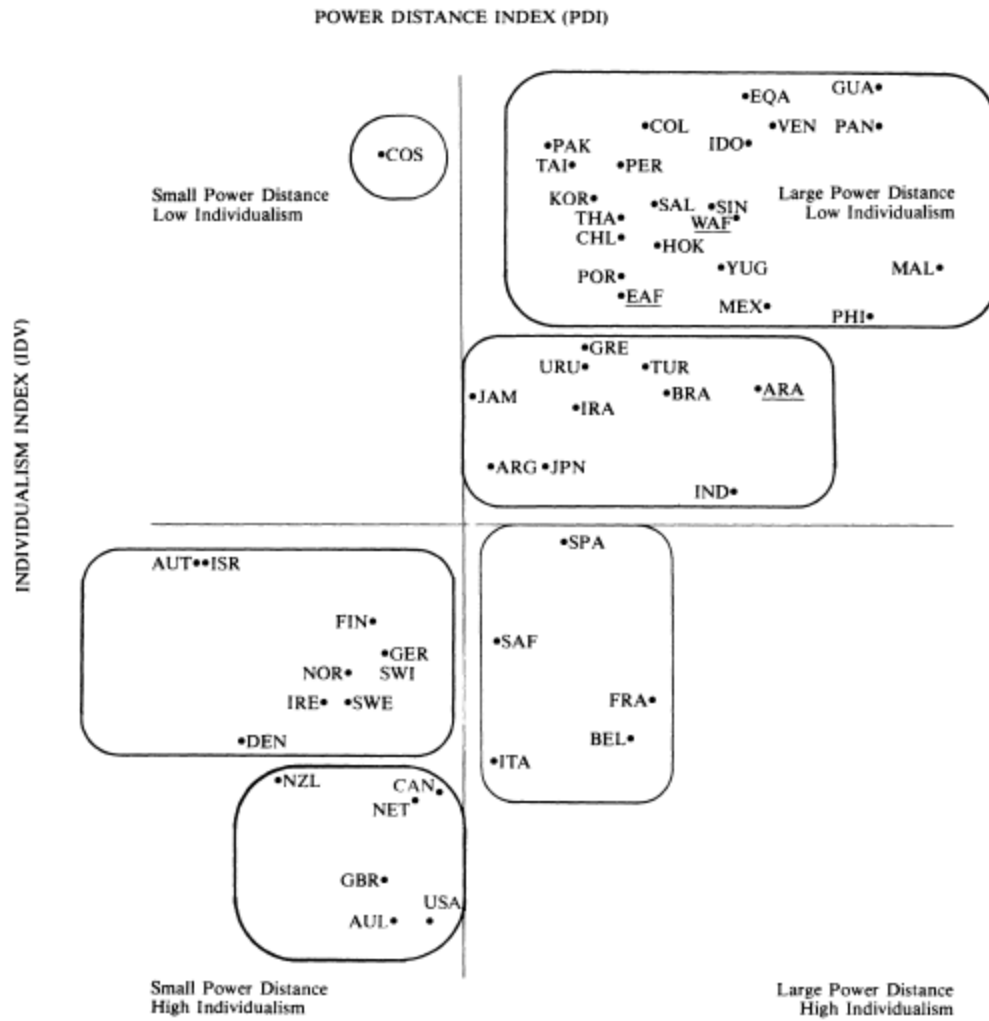 POWER DISTANCE INDEX (PDI)
INDIVIDUALISM INDEX (IDV)
GUA
EQA
COL
VEN
PAN
PAK
IDO
COS
TAI
PER
Small Power Distance
Low Individualism
Large Power Distance
Low Individualism
KOR
SAL
SIN
THA
WAF
CHL
HOK
POR
YUG
MAL
EAF
MEX
PHI
GRE
URU
TUR
JAM
IRA
BRA
ARA
ARG
JPN
IND
SPA
AUT
ISR
FIN
SAF
GER
NOR
SWI
IRE
SWE
FRA
DEN
BEL
ITA
NZL
CAN
NET
GBR
USA
AUL
Small Power Distance
High Individualism
Large Power Distance
High Individualism